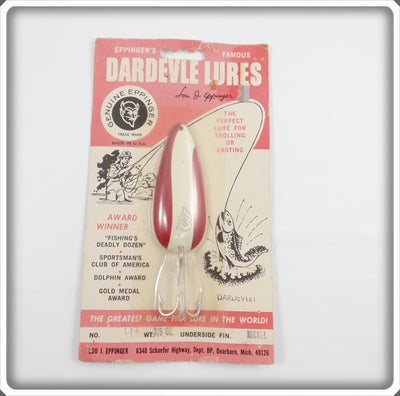 EPPINGER'S FAMOUS
DARDEVLE LURES
Lou J. Eppinger
GENUINE EPPINGER
TRADE MARK
MADE IN U.S.A.
THE
PERFECT
LURE FOR
TROLLING
OR
CASTING
AWARD
WINNER . . .
"FISHING'S
DEADLY DOZEN"
SPORTSMAN'S
CLUB OF AMERICA
DOLPHIN AWARD
GOLD MEDAL
AWARD
DARDEVLET
THE GREATEST GAME FISH LURE IN THE WORLD!
NO. WT. OZ. UNDERSIDE FIN. NICKEL
LOU J. EPPINGER 6340 Schaefer Highway, Dept. BP, Dearborn, Mich. 48126